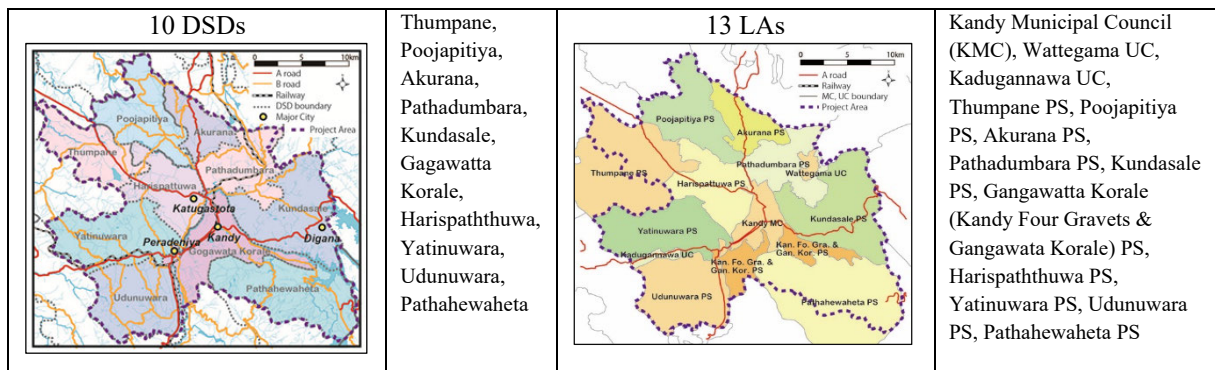 10 DSDs
0 5 10km
A road
B road
Railway
DSD boundary
Major City
Project Area
Poojapitiya
Akurana
Thumpane
Pathadumbara
Harispattuwa
Katugastota
Kundasale
Yatinuwara
Peradeniya
Kandy
Digana
Gogawata Korale
Udunuwara
Pathahewaheta
Thumpane,
Poojapitiya,
Akurana,
Pathadumbara,
Kundasale,
Gagawatta
Korale,
Harispaththuwa,
Yatinuwara,
Udunuwara,
Pathahewaheta
13 LAs
0 5 10km
A road
Railway
MC, UC boundary
Project Area
Poojapitiya PS
Akurana PS
Thumpane PS
Pathadumbara PS
Wattegama UC
Harispattuwa PS
Kundasale PS
Kandy MC
Yatinuwara PS
Kadugannawa UC
Kan. Fo. Gra. &
Gan. Kor. PS
Kan. Fo. Gra. &
Gan. Kor. PS
Udunuwara PS
Pathahewaheta PS
Kandy Municipal Council
(KMC), Wattegama UC,
Kadugannawa UC,
Thumpane PS, Poojapitiya
PS, Akurana PS,
Pathadumbara PS, Kundasale
PS, Gangawatta Korale
(Kandy Four Gravets &
Gangawata Korale) PS,
Harispaththuwa PS,
Yatinuwara PS, Udunuwara
PS, Pathahewaheta PS